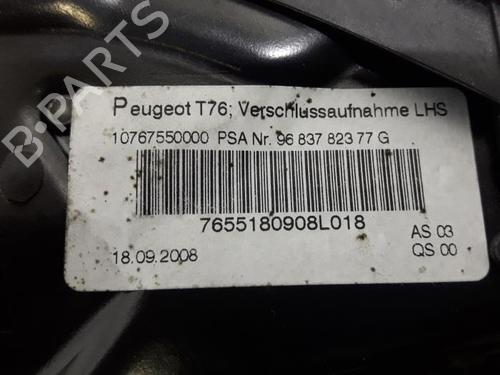 Peugeot T76; Verschlussaufnahme LHS
10767550000 PSA Nr. 96 837 823 77 G
7655180908L018
AS 03
18.09.2008
QS 00
B-PARTS